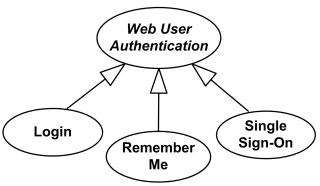 Web User
Authentication
Login
Remember
Me
Single
Sign-On